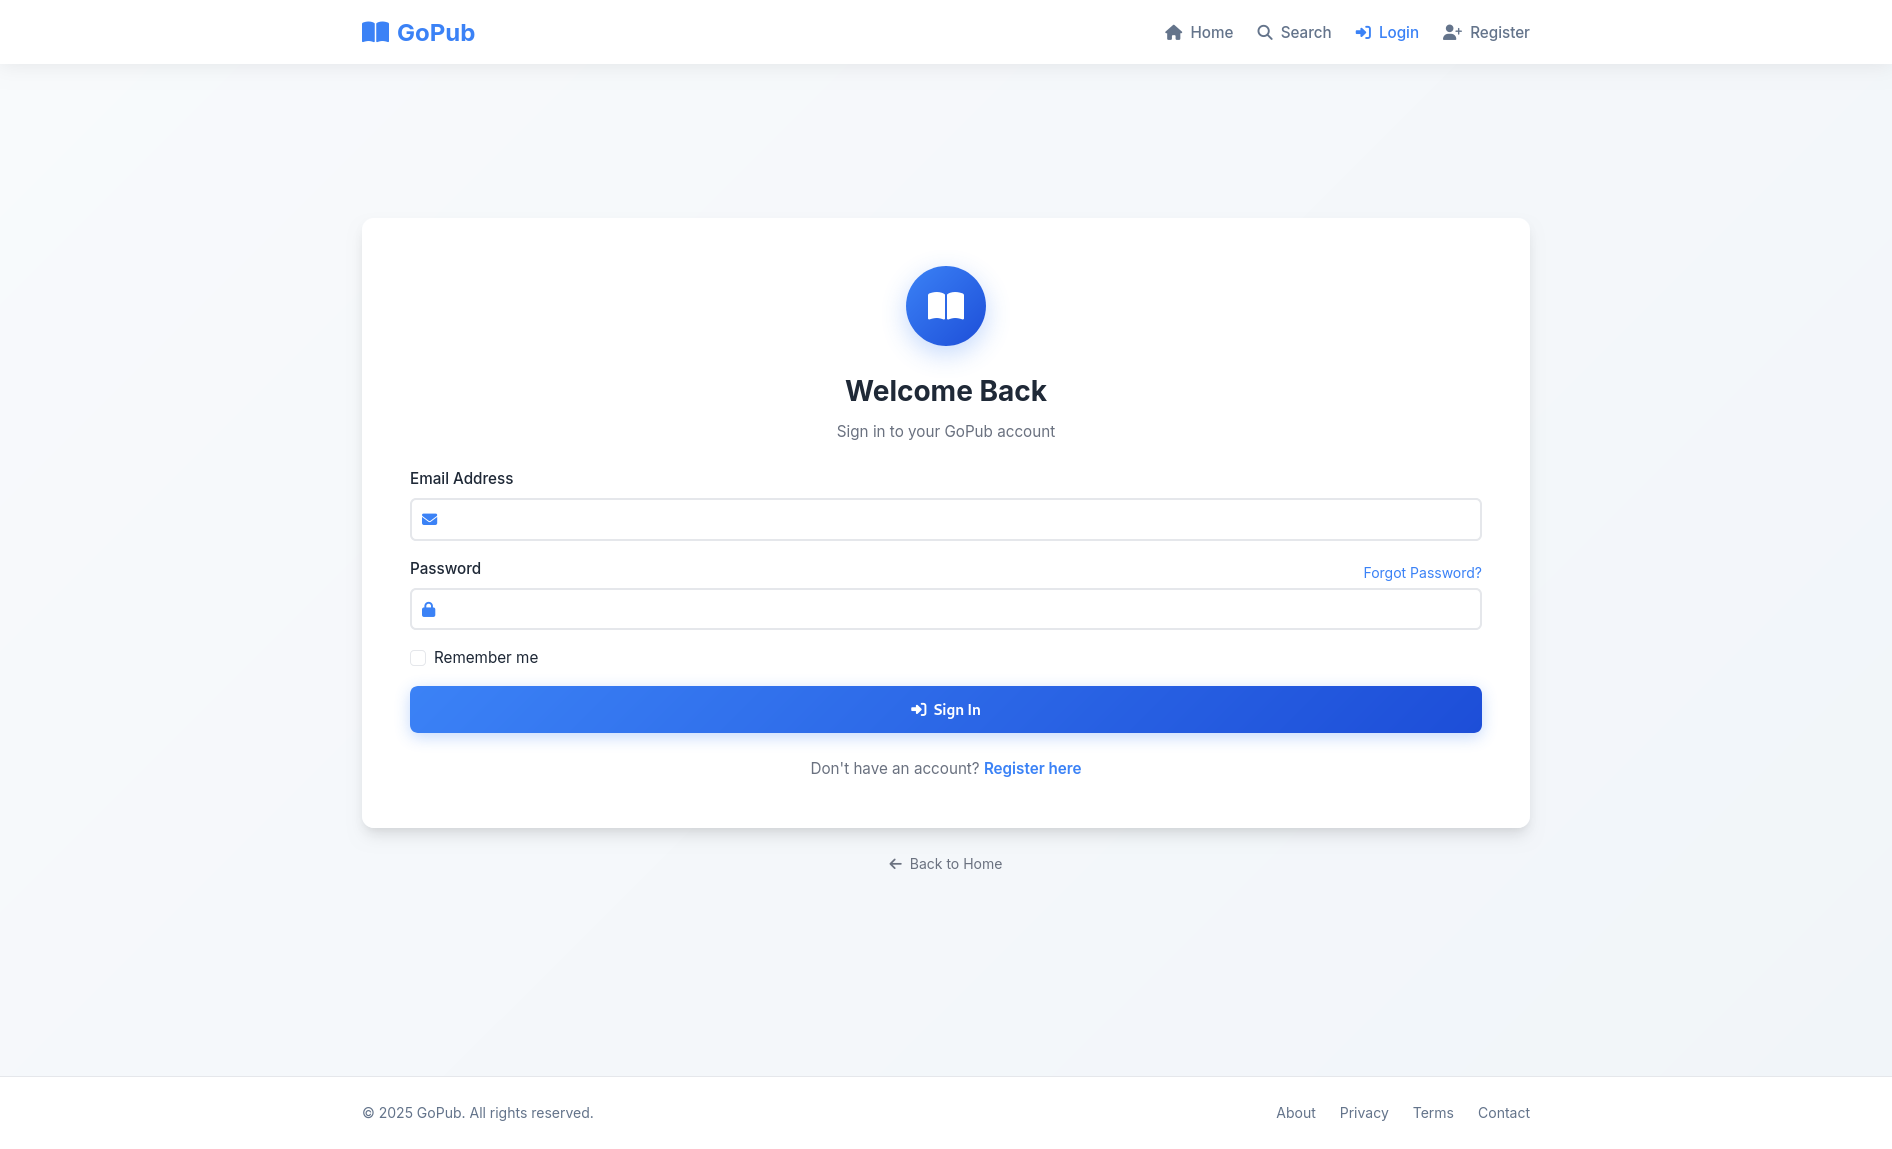 GoPub
Home Search Login Register
Welcome Back
Sign in to your GoPub account
Email Address
Password Forgot Password?
Remember me
Sign In
Don't have an account? Register here
Back to Home
© 2025 GoPub. All rights reserved.
About Privacy Terms Contact